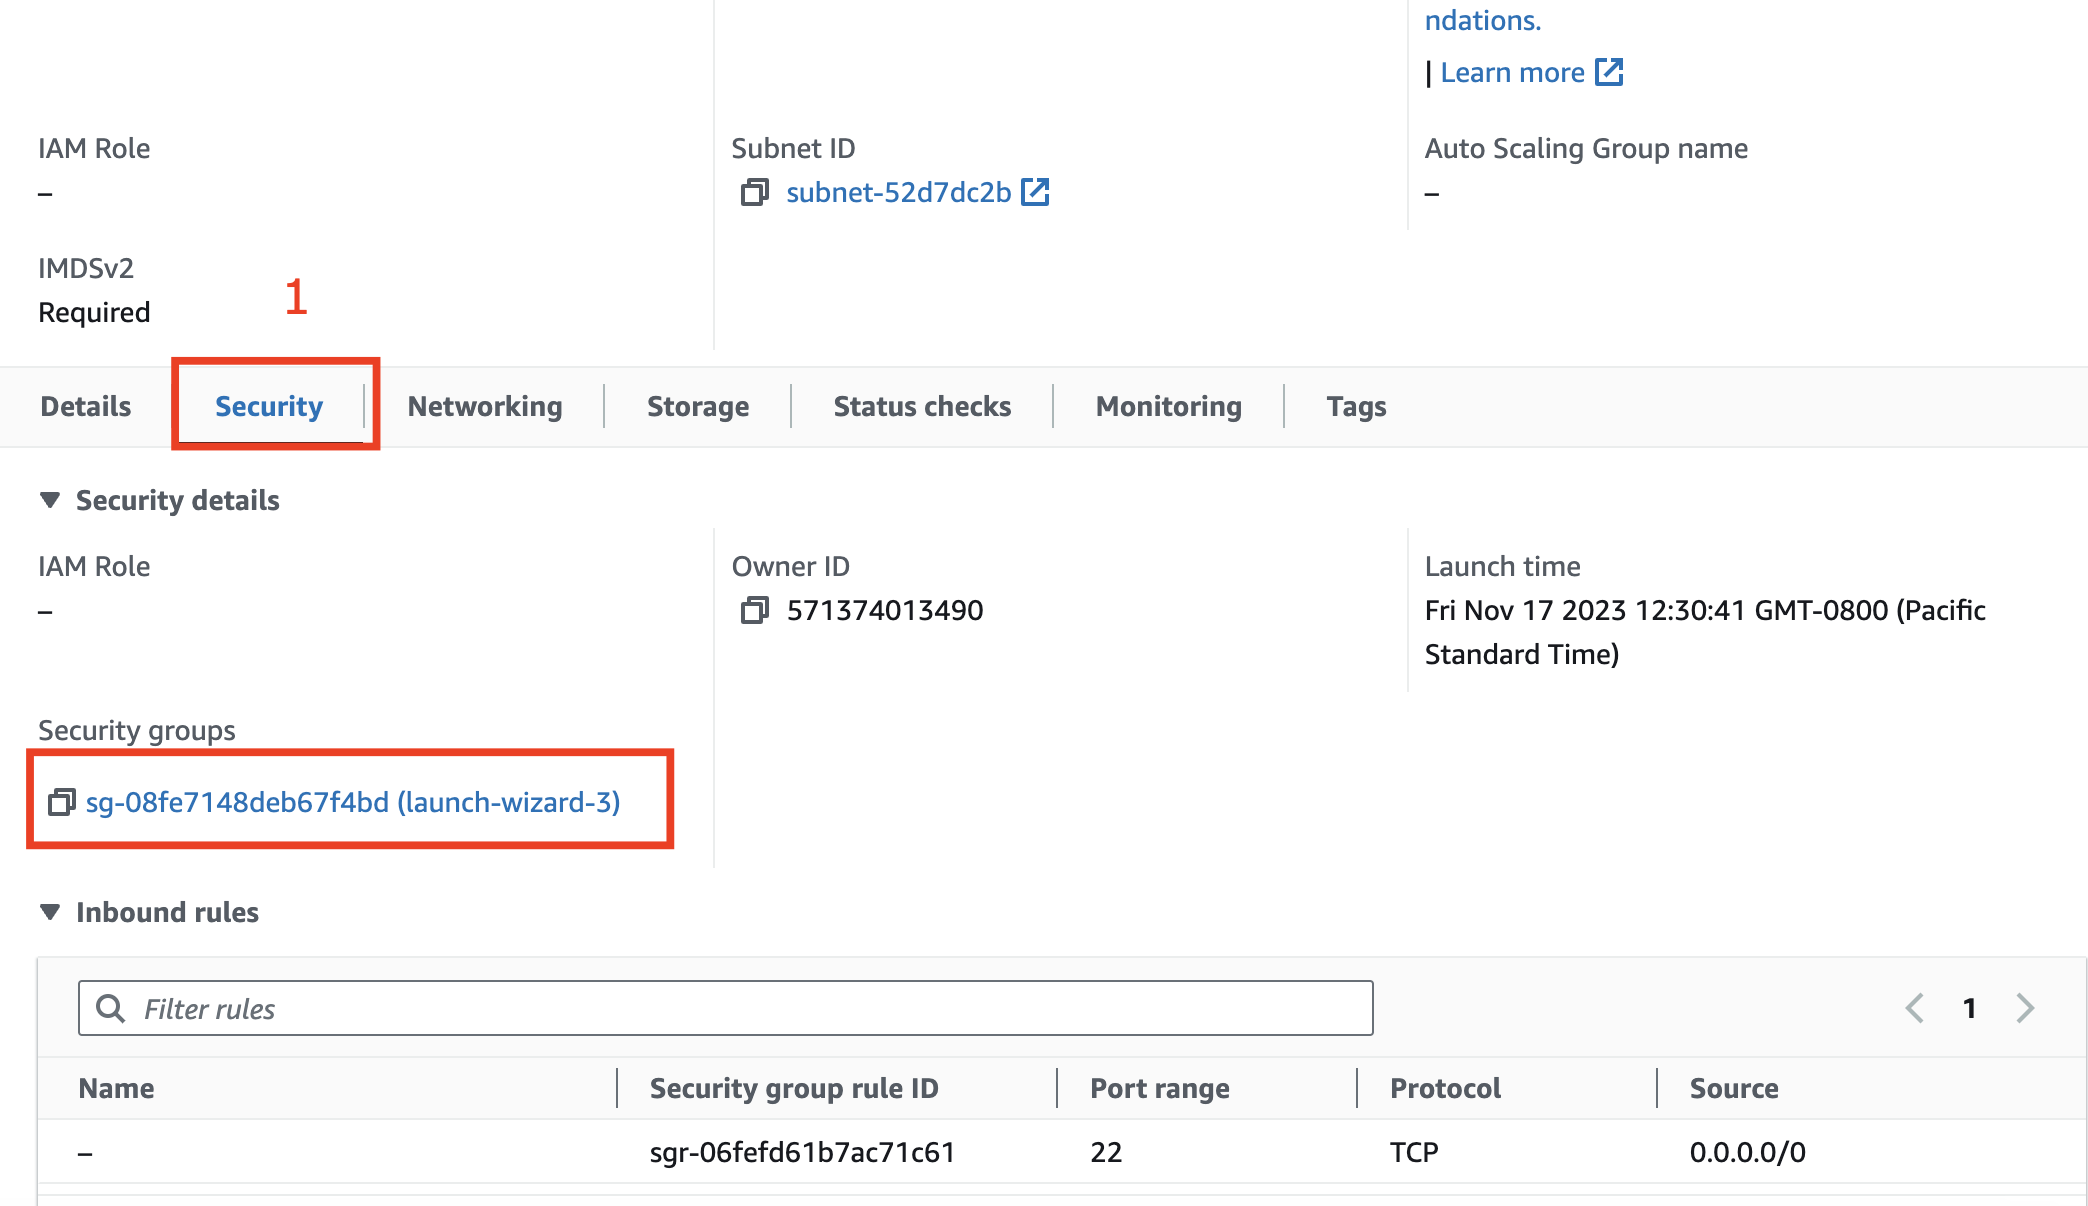 ndations.
| Learn more
IAM Role
–
Subnet ID
subnet-52d7dc2b
Auto Scaling Group name
–
IMDSv2
Required
1
Details Security Networking Storage Status checks Monitoring Tags
Security details
IAM Role
–
Owner ID
571374013490
Launch time
Fri Nov 17 2023 12:30:41 GMT-0800 (Pacific
Standard Time)
Security groups
sg-08fe7148deb67f4bd (launch-wizard-3)
Inbound rules
Filter rules
1
Name Security group rule ID Port range Protocol Source
– sgr-06fefd61b7ac71c61 22 TCP 0.0.0.0/0